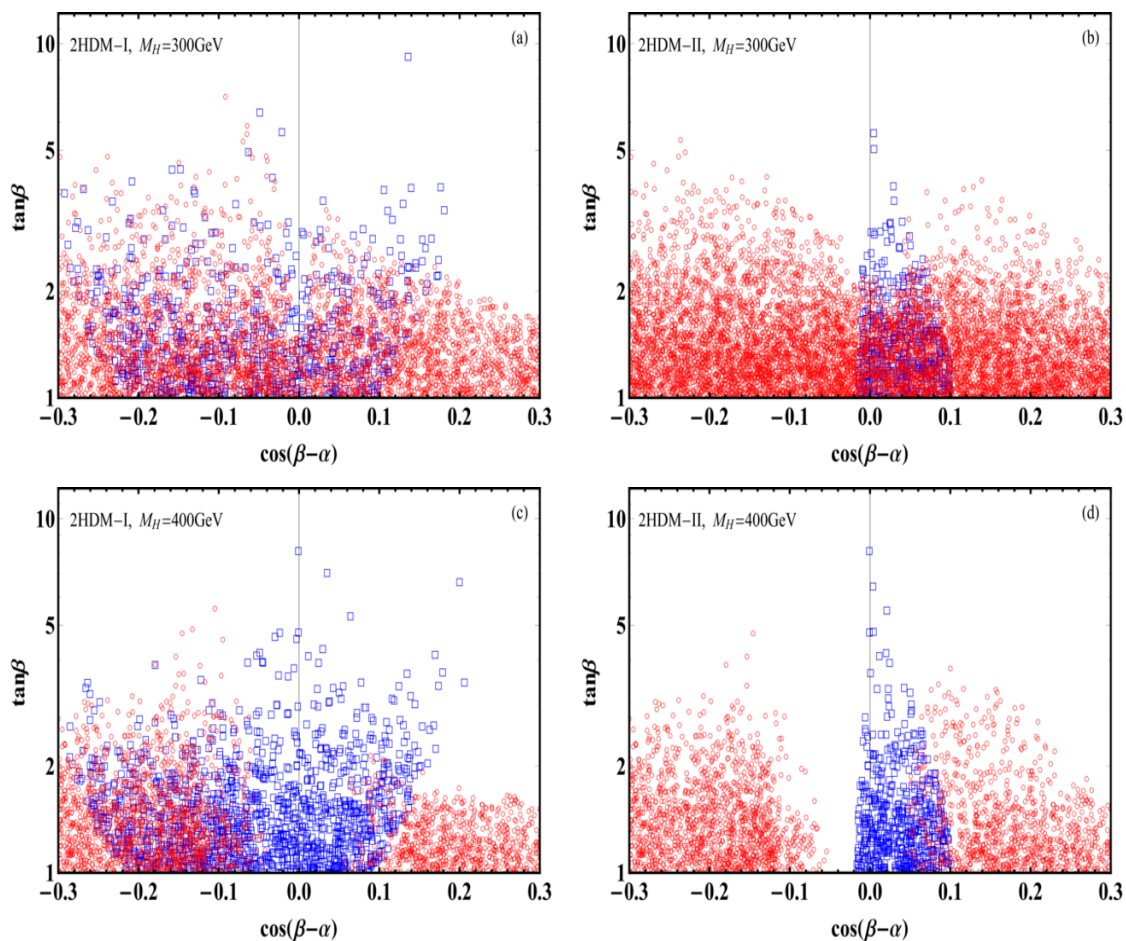 2HDM-I, M_H=300GeV (a)
10
5
2
1
tanβ
-0.3 -0.2 -0.1 0.0 0.1 0.2 0.3
cos(β-α)
2HDM-II, M_H=300GeV (b)
10
5
2
1
tanβ
-0.3 -0.2 -0.1 0.0 0.1 0.2 0.3
cos(β-α)
2HDM-I, M_H=400GeV (c)
10
5
2
1
tanβ
-0.3 -0.2 -0.1 0.0 0.1 0.2 0.3
cos(β-α)
2HDM-II, M_H=400GeV (d)
10
5
2
1
tanβ
-0.3 -0.2 -0.1 0.0 0.1 0.2 0.3
cos(β-α)